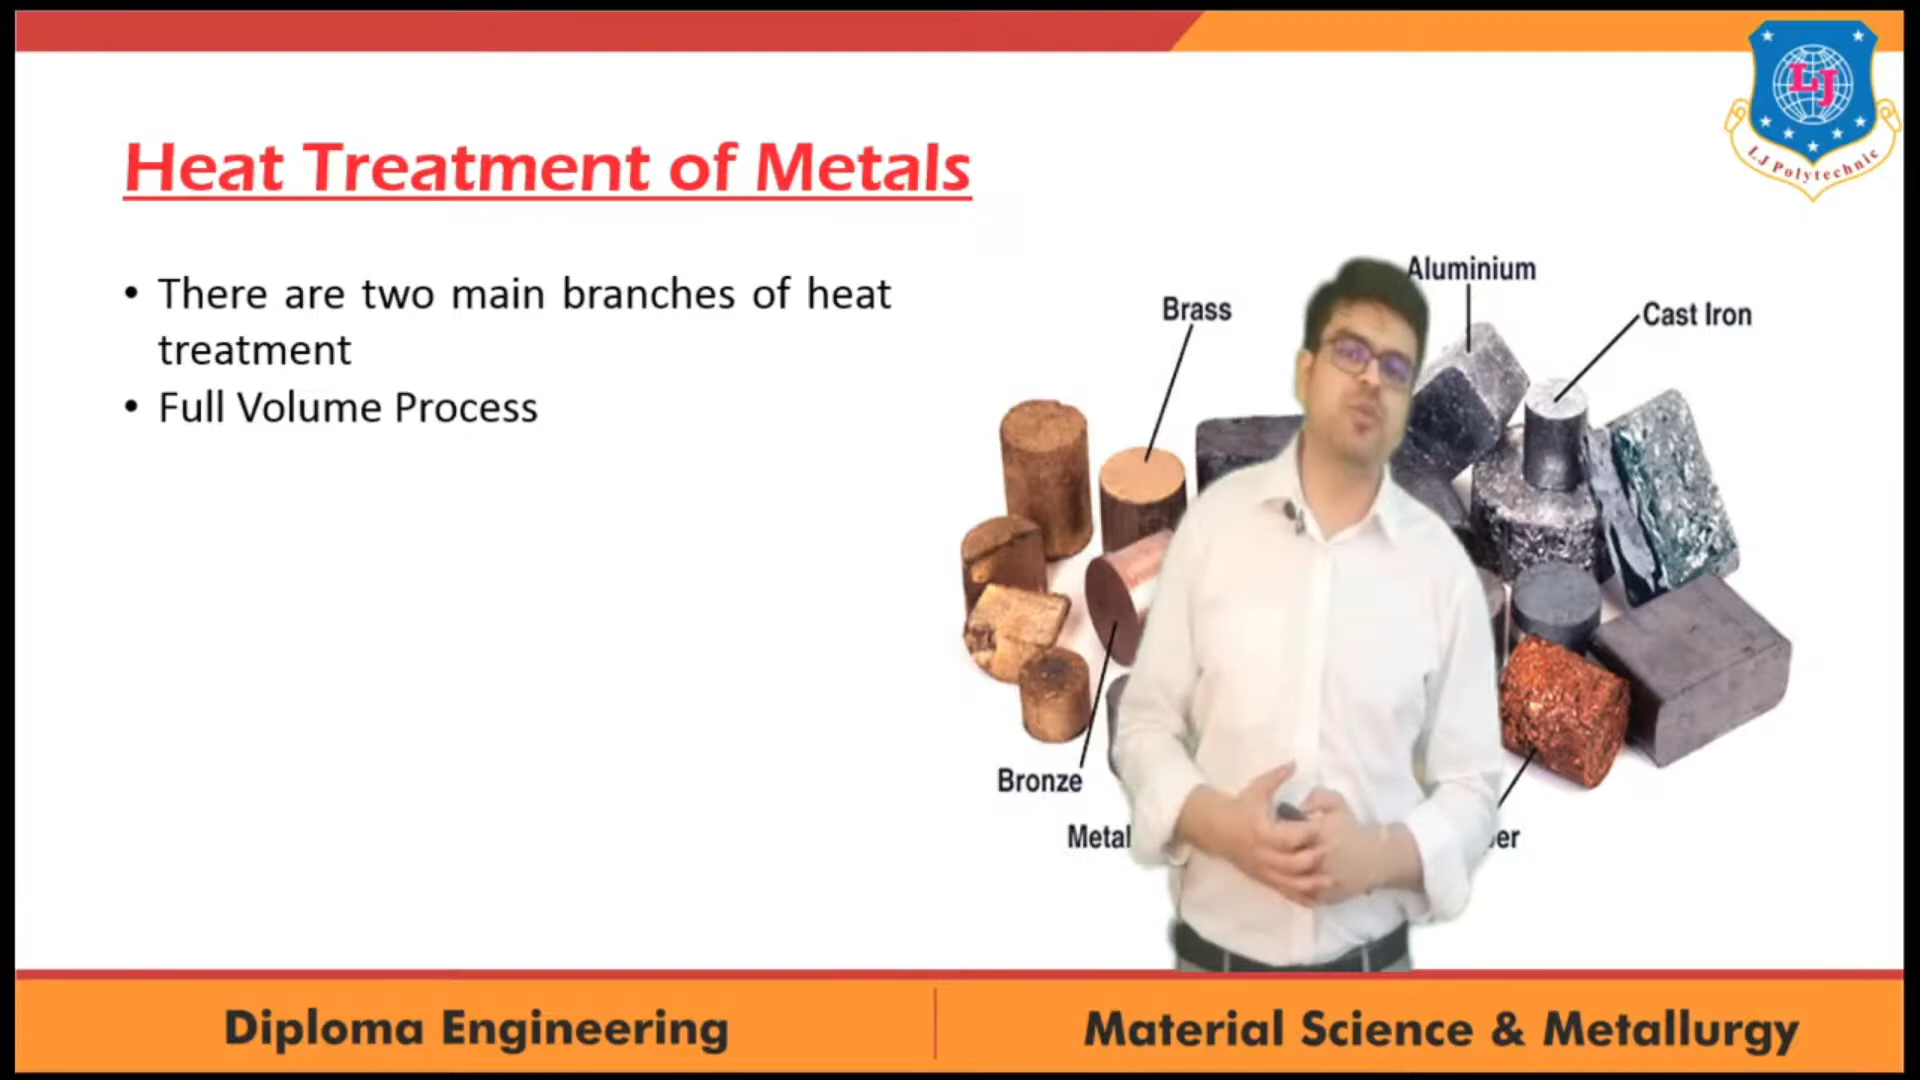 LJ
LJ Polytechnic
Heat Treatment of Metals
• There are two main branches of heat
treatment
• Full Volume Process
Aluminium
Brass
Cast Iron
Bronze
Metal
Diploma Engineering
Material Science & Metallurgy